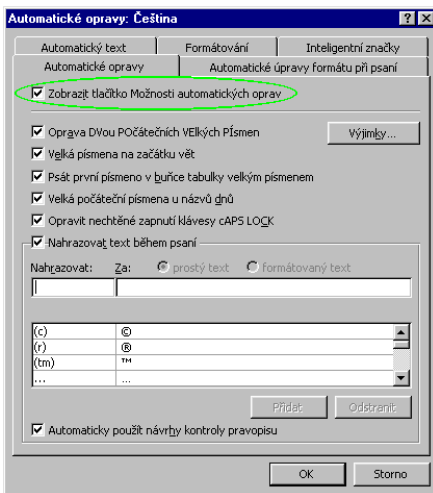 Automatické opravy: Čeština
Automatický text Formátování Inteligentní značky
Automatické opravy Automatické úpravy formátu při psaní
Zobrazit tlačítko Možnosti automatických oprav
Oprava DVou POčátečních VElkých PÍsmen Výjimky...
Velká písmena na začátku vět
Psát první písmeno v buňce tabulky velkým písmenem
Velká počáteční písmena u názvů dnů
Opravit nechtěné zapnutí klávesy cAPS LOCK
Nahrazovat text během psaní
Nahrazovat: Za: prostý text formátovaný text
(c) ©
(r) ®
(tm) ™
... ...
Přidat Odstranit
Automaticky použít návrhy kontroly pravopisu
OK Storno